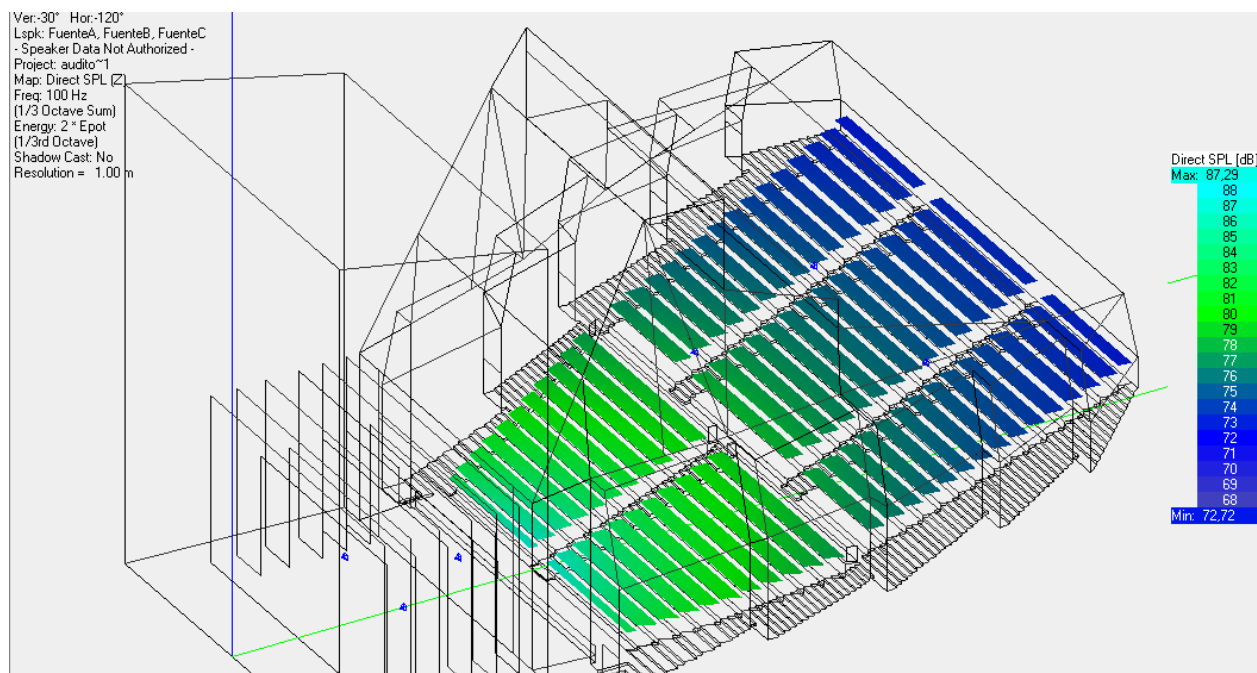 Ver:-30° Hor:-120°
Lspk: FuenteA, FuenteB, FuenteC
- Speaker Data Not Authorized -
Project: audito~1
Map: Direct SPL (Z)
Freq: 100 Hz
(1/3 Octave Sum)
Energy: 2 * Epot
(1/3rd Octave)
Shadow Cast: No
Resolution = 1.00 m
Direct SPL [dB]
Max: 87,29
88
87
86
85
84
83
82
81
80
79
78
77
76
75
74
73
72
71
70
69
68
Min: 72,72